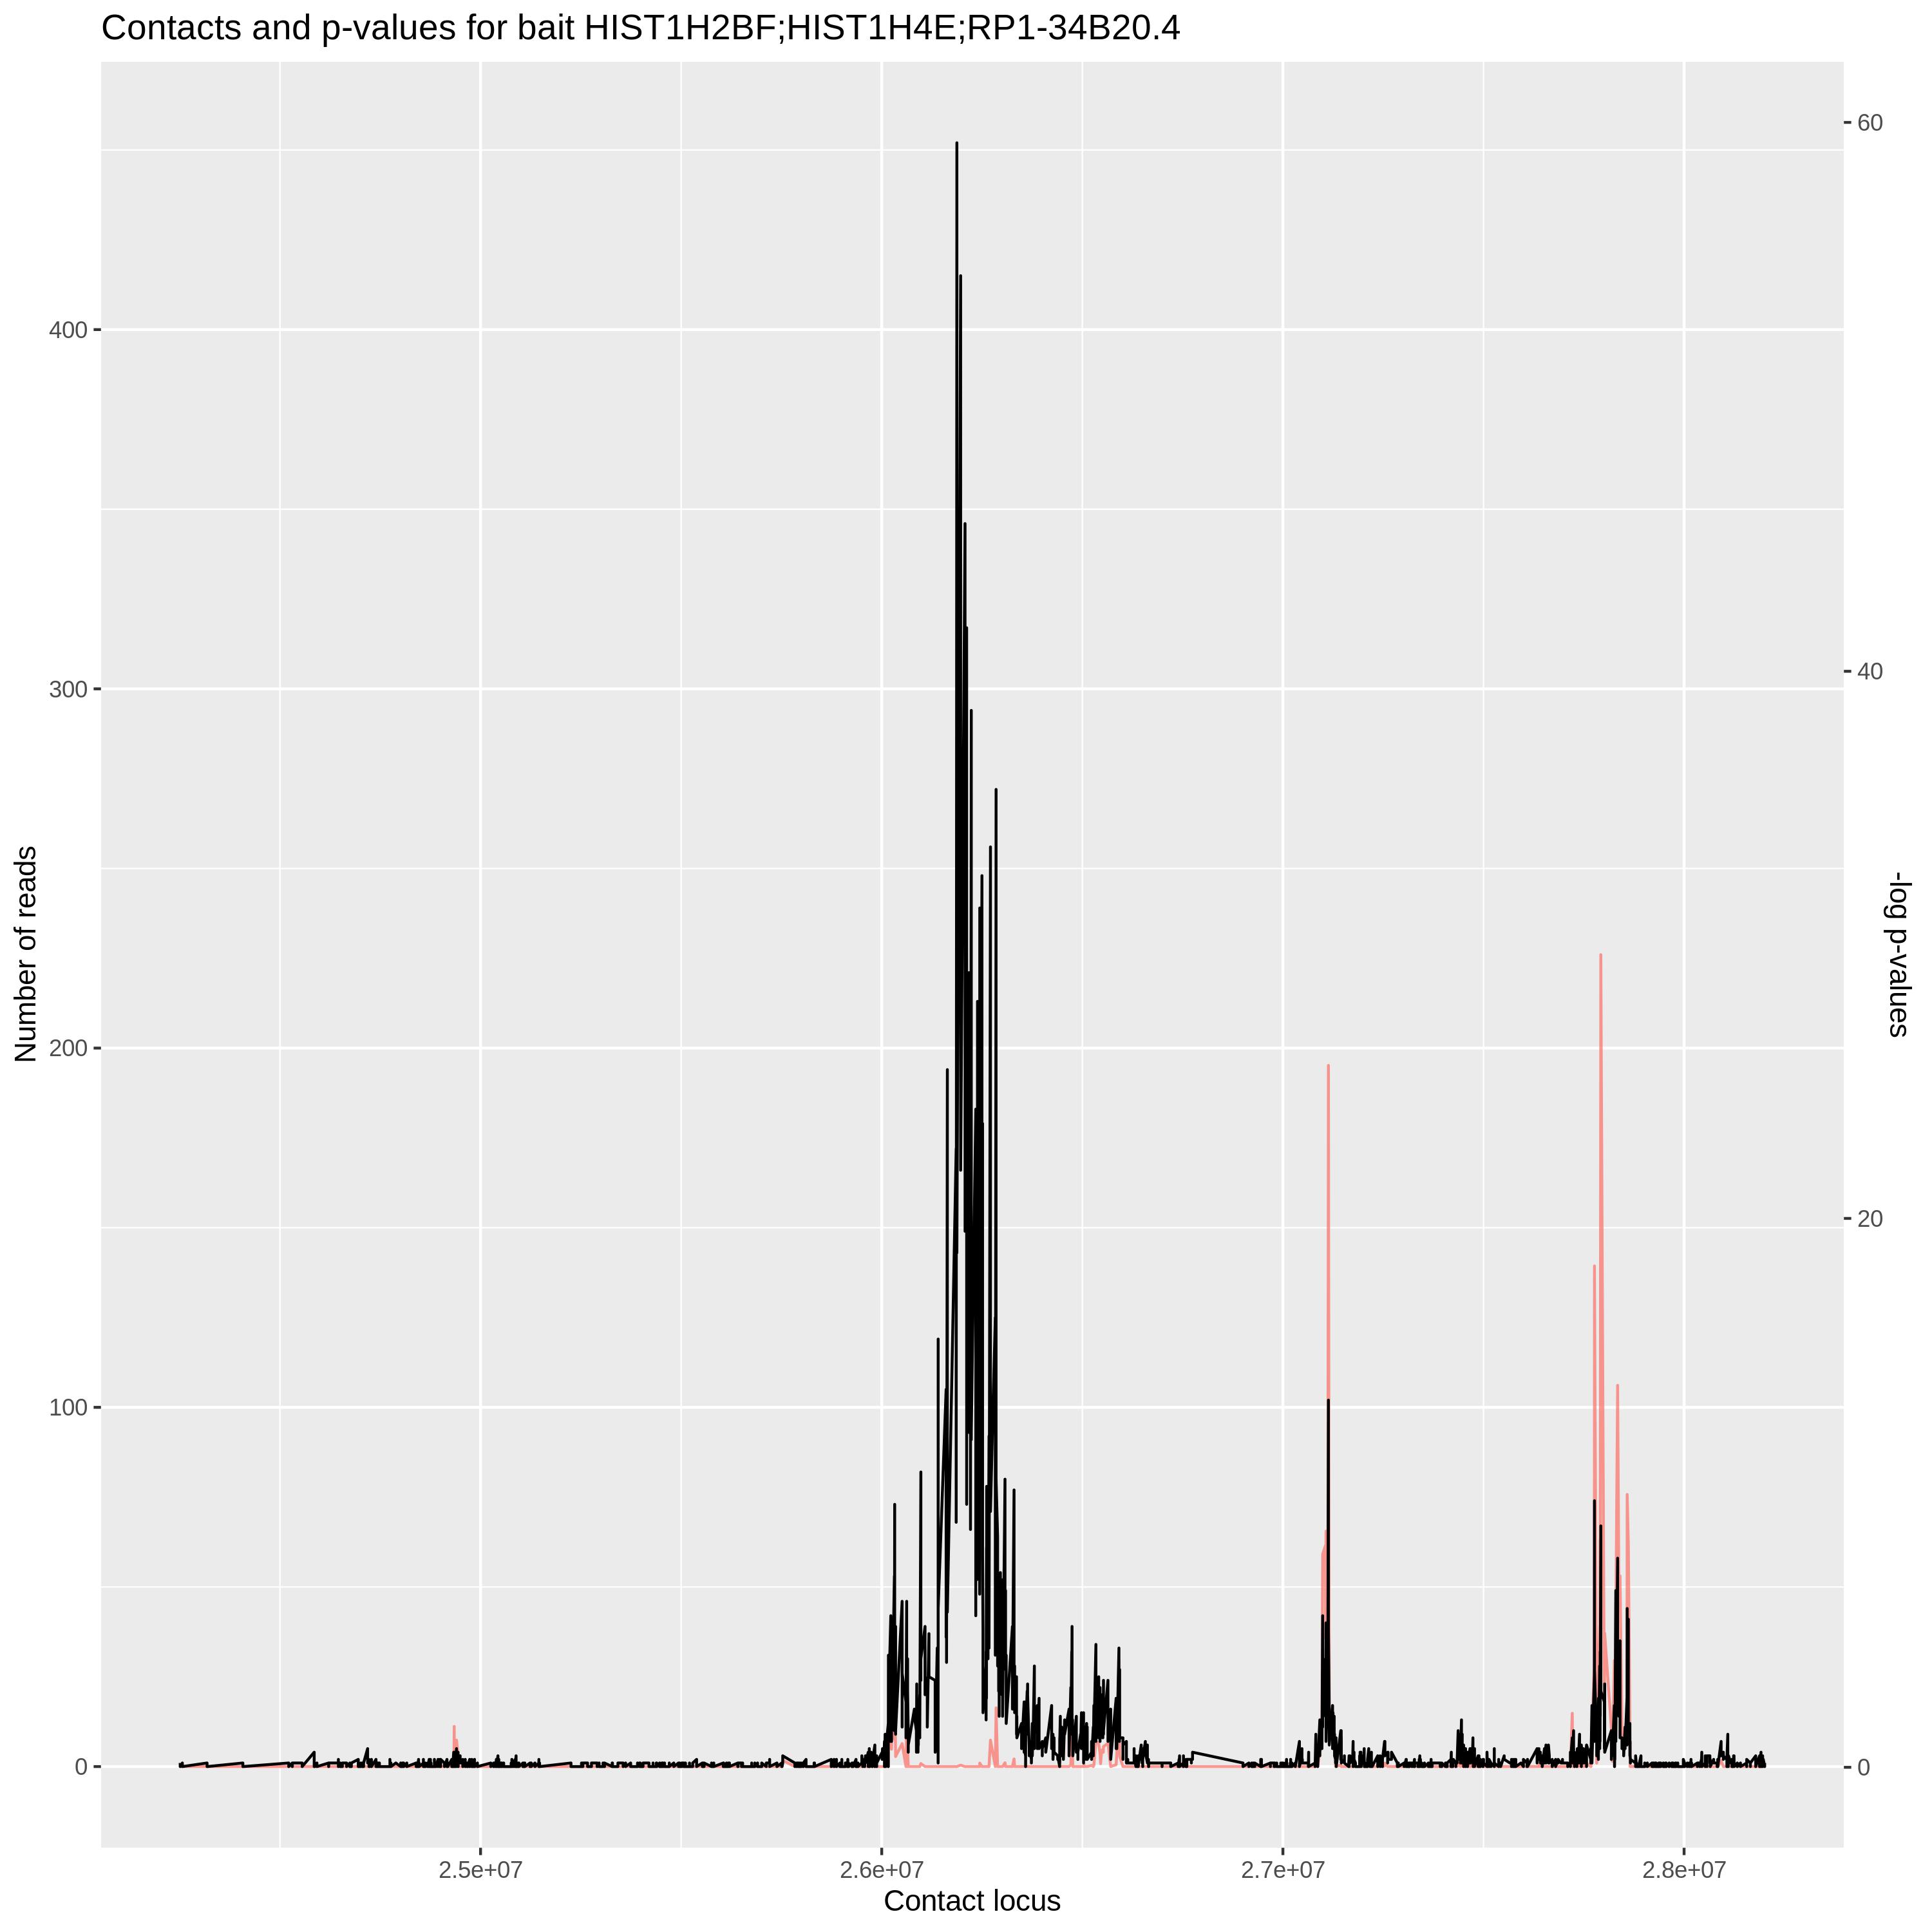 Contacts and p-values for bait HIST1H2BF;HIST1H4E;RP1-34B20.4
60
400
300
40
Number of reads
-log p-values
200
20
100
0
0
2.5e+07
2.6e+07
2.7e+07
2.8e+07
Contact locus